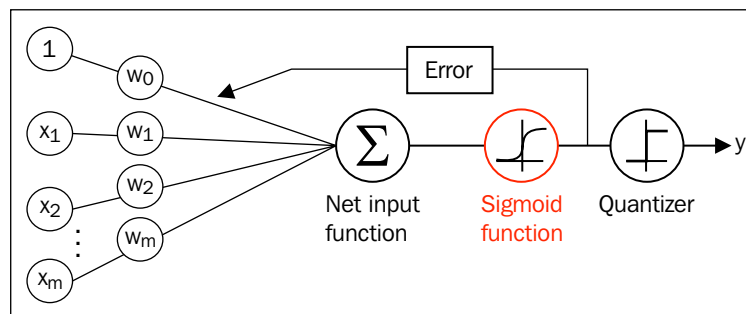 1
w0
Error
x1
w1
Σ
y
x2
w2
Net input
function
Sigmoid
function
Quantizer
wm
⋮
xm